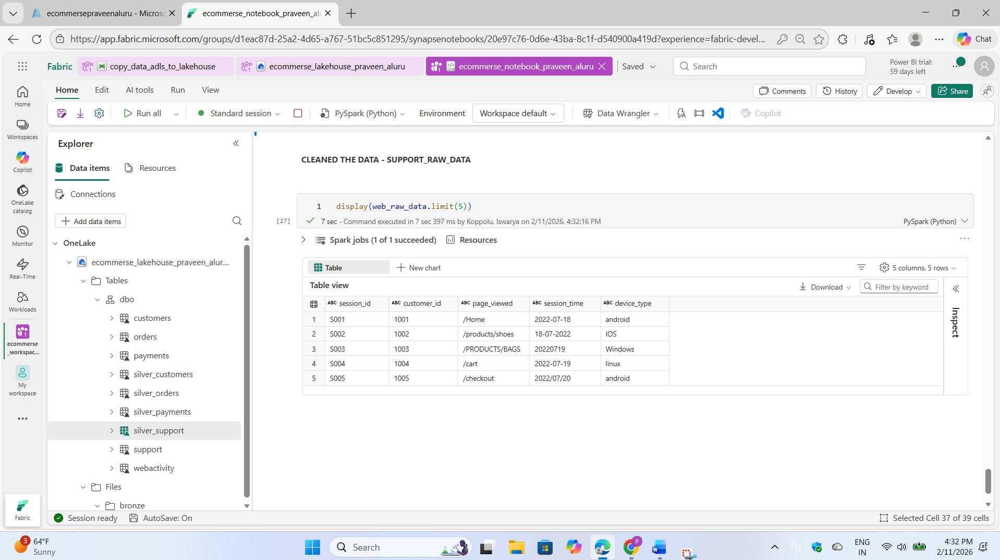 ecommersepraveenaluru - Microso
ecommerse_notebook_praveen_alu
https://app.fabric.microsoft.com/groups/d1eac87d-25a2-4d65-a767-51bc5c851295/synapsenotebooks/20e97c76-0d6e-43ba-8c1f-d540900a419d?experience=fabric-devel...
Chat
Fabric
copy_data_adls_to_lakehouse
ecommerse_lakehouse_praveen_aluru
ecommerse_notebook_praveen_aluru
Saved
Search
Power BI trial:
59 days left
Home
Edit
AI tools
Run
View
Comments
History
Develop
Share
Run all
Standard session
PySpark (Python)
Environment
Workspace default
Data Wrangler
Copilot
Home
Workspaces
Copilot
OneLake
catalog
Monitor
Real-Time
Workloads
ecommerse
_workspac...
My
workspace
Fabric
Explorer
Data items
Resources
Connections
Add data items
OneLake
ecommerse_lakehouse_praveen_alur...
Tables
dbo
customers
orders
payments
silver_customers
silver_orders
silver_payments
silver_support
support
webactivity
Files
bronze
CLEANED THE DATA - SUPPORT_RAW_DATA
1 display(web_raw_data.limit(5))
[27]
7 sec - Command executed in 7 sec 397 ms by Koppolu, Iswarya on 2/11/2026, 4:32:16 PM
PySpark (Python)
Spark jobs (1 of 1 succeeded)
Resources
Table
New chart
5 columns, 5 rows
Table view
Download
Filter by keyword
Inspect
ABC session_id ABC customer_id ABC page_viewed ABC session_time ABC device_type
1 S001 1001 /Home 2022-07-18 android
2 S002 1002 /products/shoes 18-07-2022 IOS
3 S003 1003 /PRODUCTS/BAGS 20220719 Windows
4 S004 1004 /cart 2022-07-19 linux
5 S005 1005 /checkout 2022/07/20 android
Session ready
AutoSave: On
Selected Cell 37 of 39 cells
3
64°F
Sunny
Search
P
W
ENG
IN
4:32 PM
2/11/2026